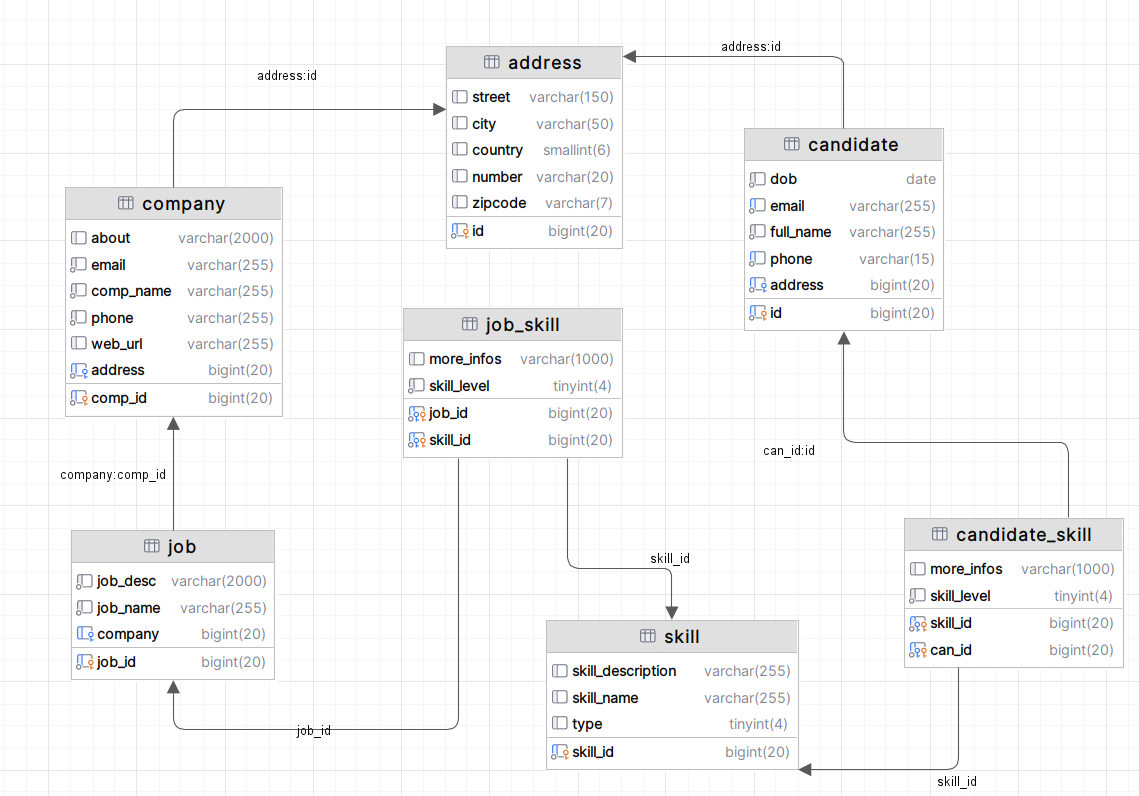 address:id
address:id
address
street varchar(150)
city varchar(50)
country smallint(6)
number varchar(20)
zipcode varchar(7)
id bigint(20)
candidate
dob date
email varchar(255)
full_name varchar(255)
phone varchar(15)
address bigint(20)
id bigint(20)
company
about varchar(2000)
email varchar(255)
comp_name varchar(255)
phone varchar(255)
web_url varchar(255)
address bigint(20)
comp_id bigint(20)
job_skill
more_infos varchar(1000)
skill_level tinyint(4)
job_id bigint(20)
skill_id bigint(20)
can_id:id
company:comp_id
job
job_desc varchar(2000)
job_name varchar(255)
company bigint(20)
job_id bigint(20)
skill_id
candidate_skill
more_infos varchar(1000)
skill_level tinyint(4)
skill_id bigint(20)
can_id bigint(20)
skill
skill_description varchar(255)
skill_name varchar(255)
type tinyint(4)
skill_id bigint(20)
job_id
skill_id